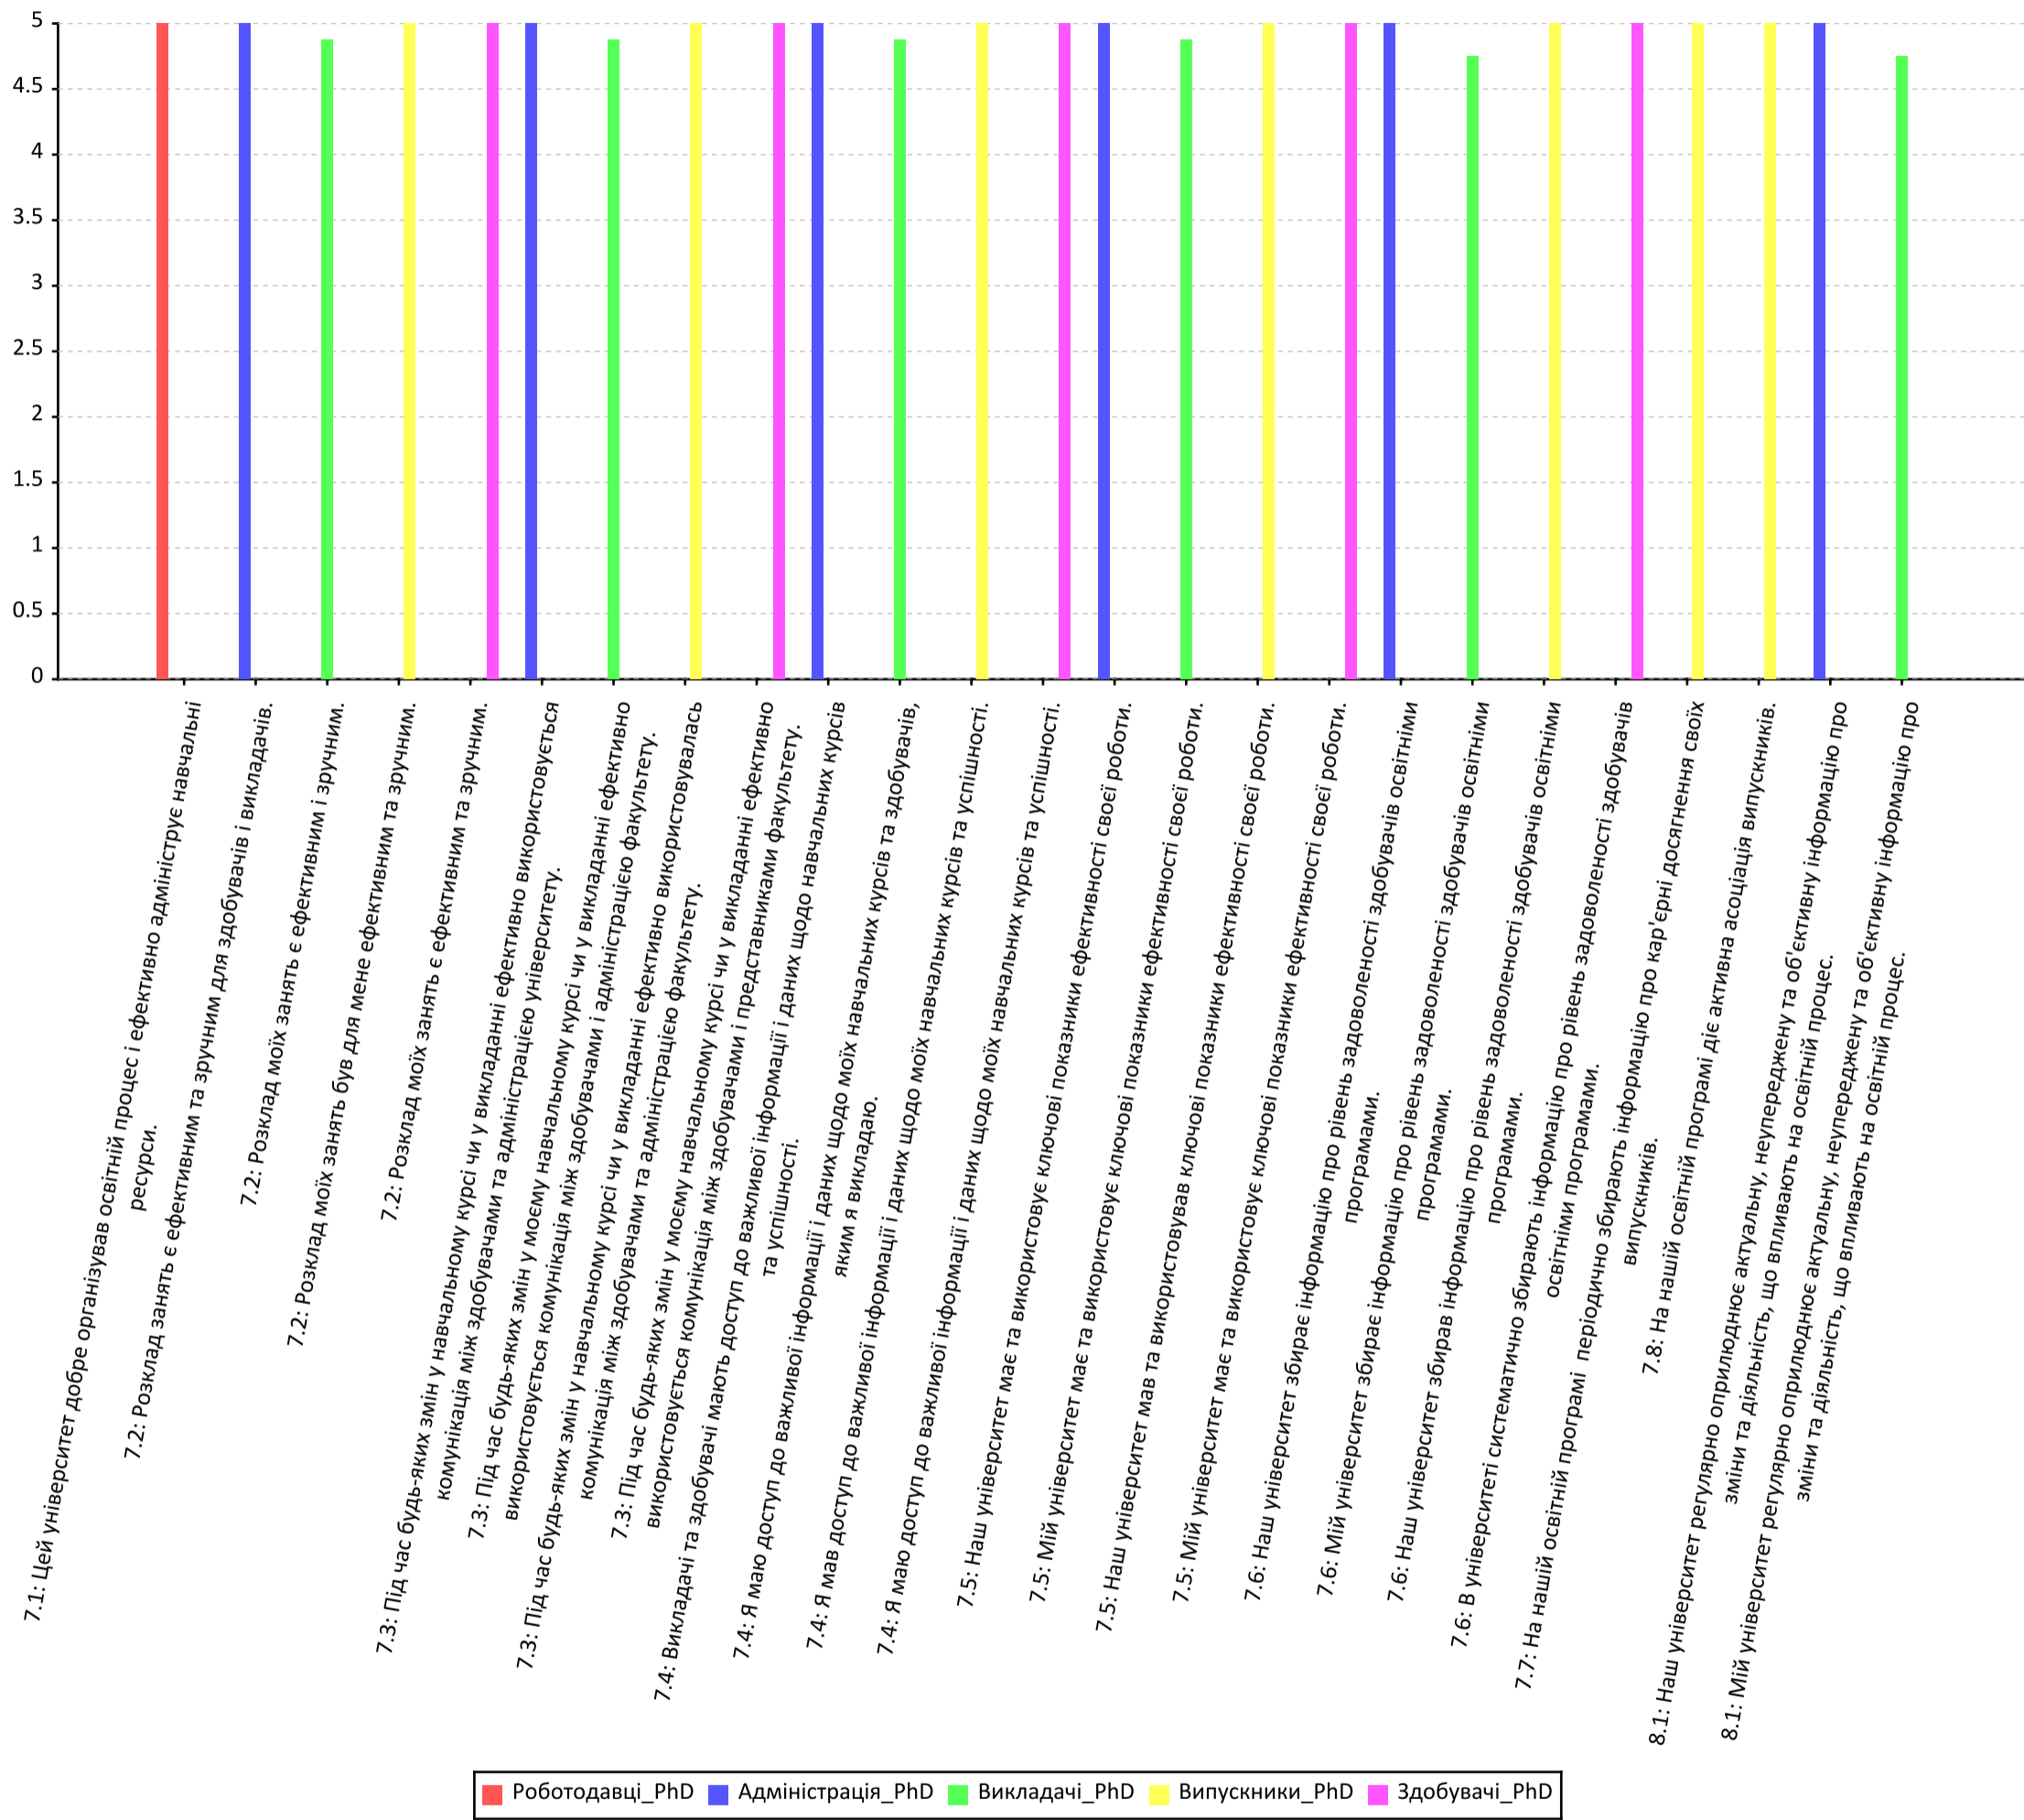 5
4.5
4
3.5
3
2.5
2
1.5
1
0.5
0
7.1: Цей університет добре організував освітній процес і ефективно адмініструє навчальні
ресурси.
7.2: Розклад занять є ефективним та зручним для здобувачів і викладачів.
7.2: Розклад моїх занять є ефективним і зручним.
7.2: Розклад моїх занять був для мене ефективним та зручним.
7.2: Розклад моїх занять є ефективним та зручним.
7.3: Під час будь-яких змін у навчальному курсі чи у викладанні ефективно використовується
комунікація між здобувачами та адміністрацією університету.
7.3: Під час будь-яких змін у моєму навчальному курсі чи у викладанні ефективно
використовується комунікація між здобувачами і адміністрацією факультету.
7.3: Під час будь-яких змін у навчальному курсі чи у викладанні ефективно використовувалась
комунікація між здобувачами та адміністрацією факультету.
7.3: Під час будь-яких змін у моєму навчальному курсі чи у викладанні ефективно
використовується комунікація між здобувачами і представниками факультету.
7.4: Викладачі та здобувачі мають доступ до важливої інформації і даних щодо навчальних курсів
та успішності.
7.4: Я маю доступ до важливої інформації і даних щодо моїх навчальних курсів та здобувачів,
яким я викладаю.
7.4: Я мав доступ до важливої інформації і даних щодо моїх навчальних курсів та успішності.
7.4: Я маю доступ до важливої інформації і даних щодо моїх навчальних курсів та успішності.
7.5: Наш університет має та використовує ключові показники ефективності своєї роботи.
7.5: Мій університет має та використовує ключові показники ефективності своєї роботи.
7.5: Наш університет мав та використовував ключові показники ефективності своєї роботи.
7.5: Мій університет має та використовує ключові показники ефективності своєї роботи.
7.6: Наш університет збирає інформацію про рівень задоволеності здобувачів освітніми
програмами.
7.6: Мій університет збирає інформацію про рівень задоволеності здобувачів освітніми
програмами.
7.6: Наш університет збирав інформацію про рівень задоволеності здобувачів освітніми
програмами.
7.6: В університеті систематично збирають інформацію про рівень задоволеності здобувачів
освітніми програмами.
7.7: На нашій освітній програмі періодично збирають інформацію про кар'єрні досягнення своїх
випускників.
7.8: На нашій освітній програмі діє активна асоціація випускників.
8.1: Наш університет регулярно оприлюднює актуальну, неупереджену та об'єктивну інформацію про
зміни та діяльність, що впливають на освітній процес.
8.1: Мій університет регулярно оприлюднює актуальну, неупереджену та об'єктивну інформацію про
зміни та діяльність, що впливають на освітній процес.
Роботодавці_PhD Адміністрація_PhD Викладачі_PhD Випускники_PhD Здобувачі_PhD